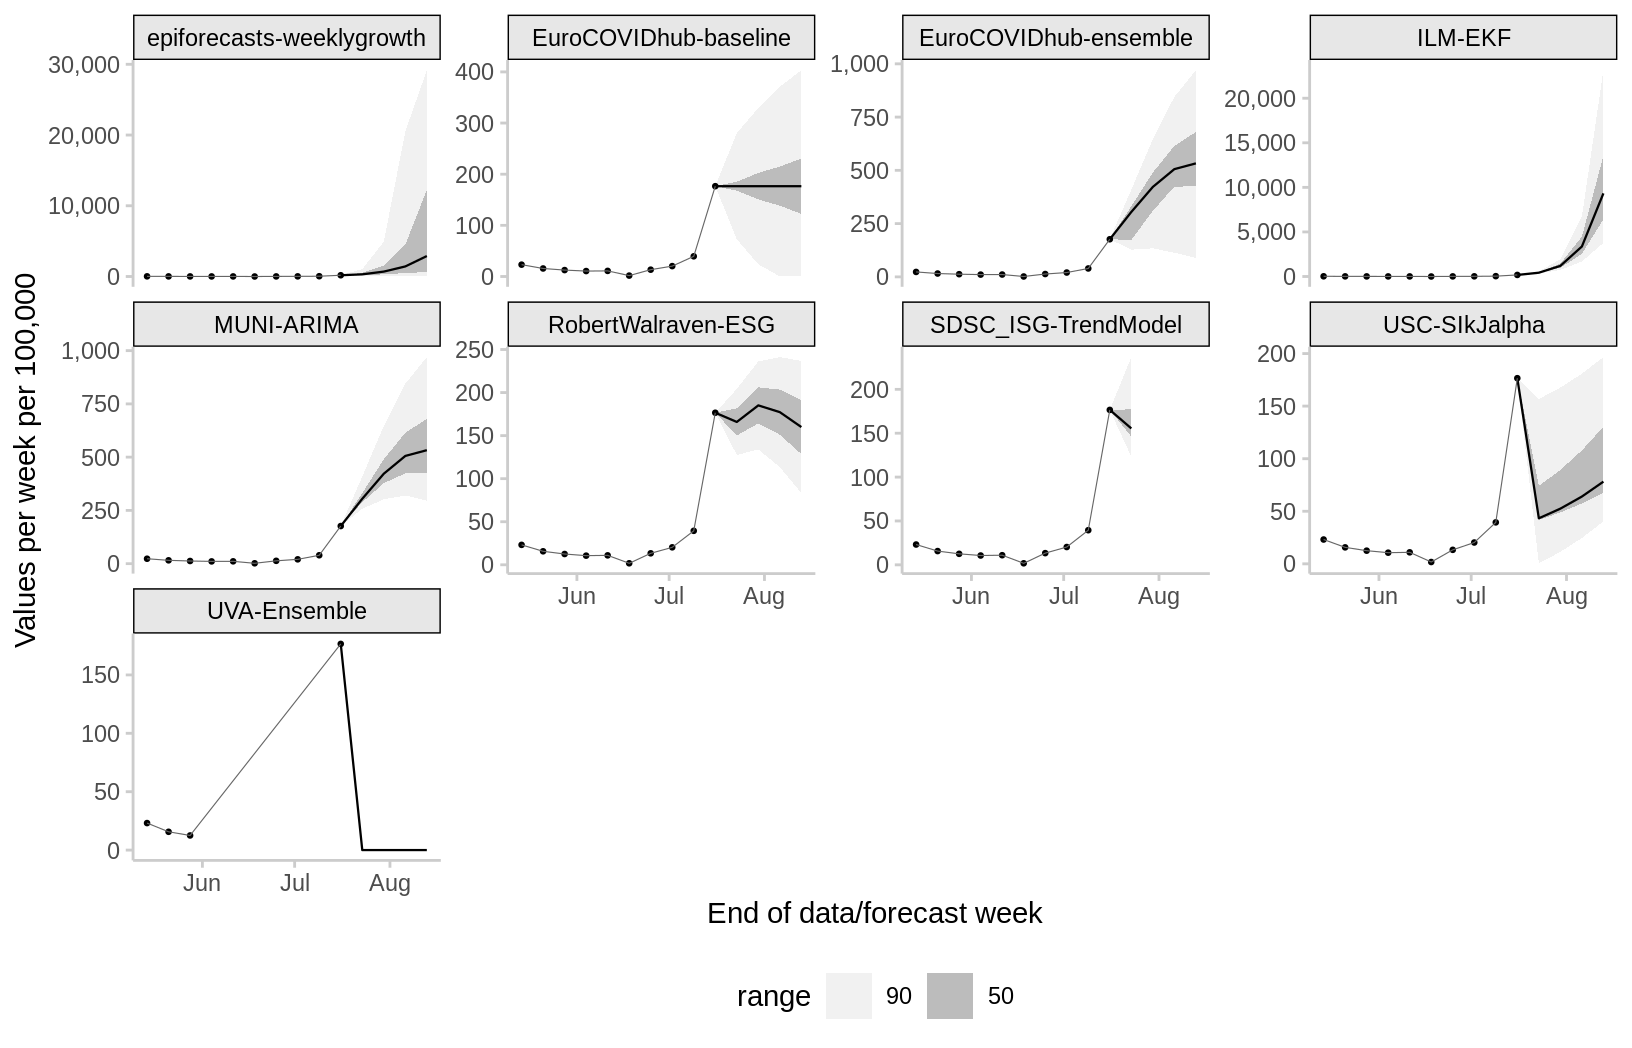 epiforecasts-weeklygrowth
EuroCOVIDhub-baseline
EuroCOVIDhub-ensemble
ILM-EKF
30,000
20,000
10,000
0
400
300
200
100
0
1,000
750
500
250
0
20,000
15,000
10,000
5,000
0
MUNI-ARIMA
RobertWalraven-ESG
SDSC_ISG-TrendModel
USC-SIkJalpha
1,000
750
500
250
0
250
200
150
100
50
0
200
150
100
50
0
200
150
100
50
0
Jun Jul Aug
Jun Jul Aug
Jun Jul Aug
UVA-Ensemble
150
100
50
0
Jun Jul Aug
Values per week per 100,000
End of data/forecast week
range 90 50